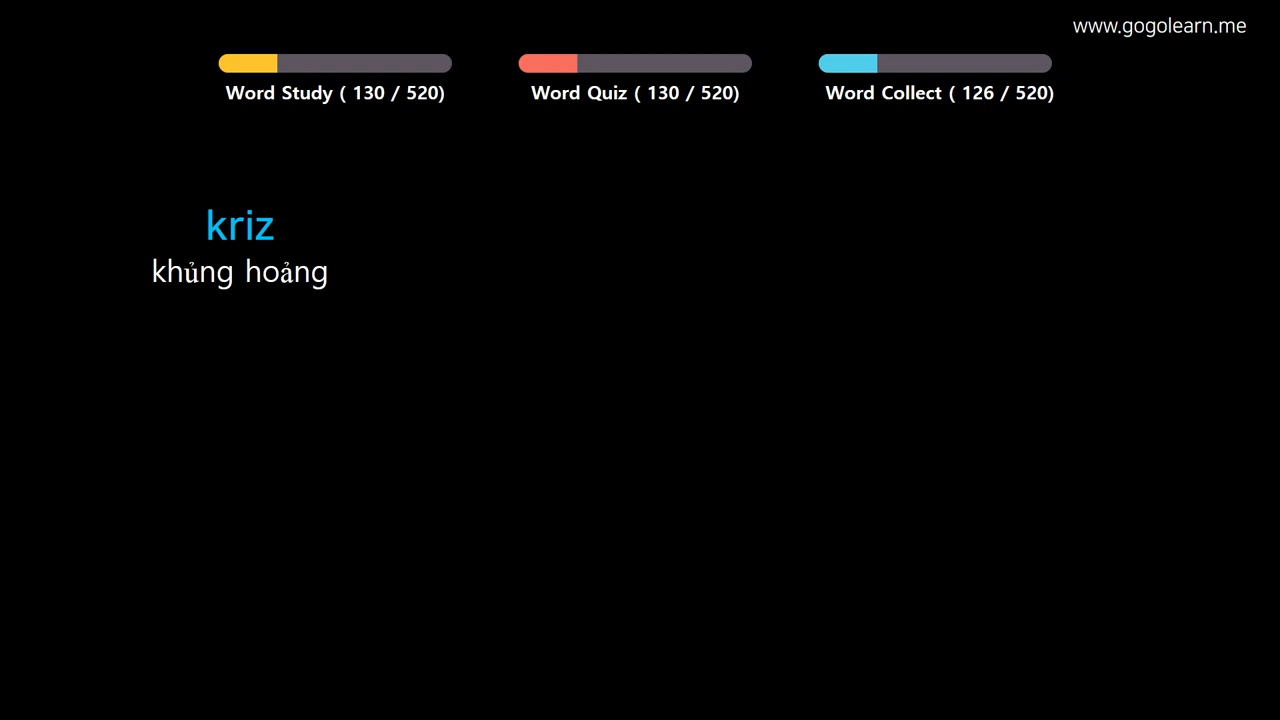 www.gogolearn.me
Word Study ( 130 / 520)
Word Quiz ( 130 / 520)
Word Collect ( 126 / 520)
kriz
khủng hoảng